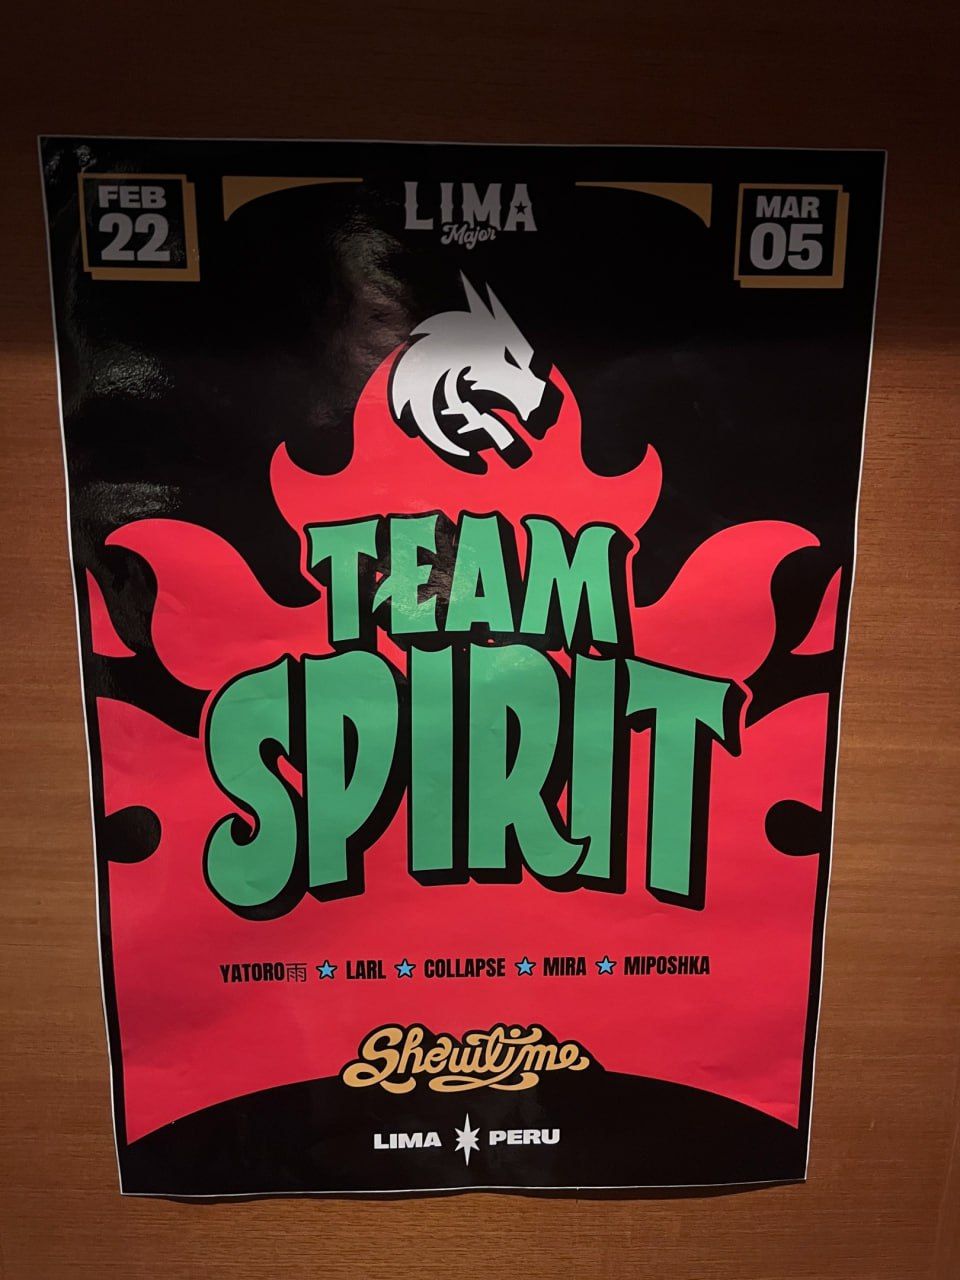 FEB
22
LIMA
Major
MAR
05
TEAM
SPIRIT
YATORO雨 ★ LARL ★ COLLAPSE ★ MIRA ★ MIPOSHKA
Showtime
LIMA PERU